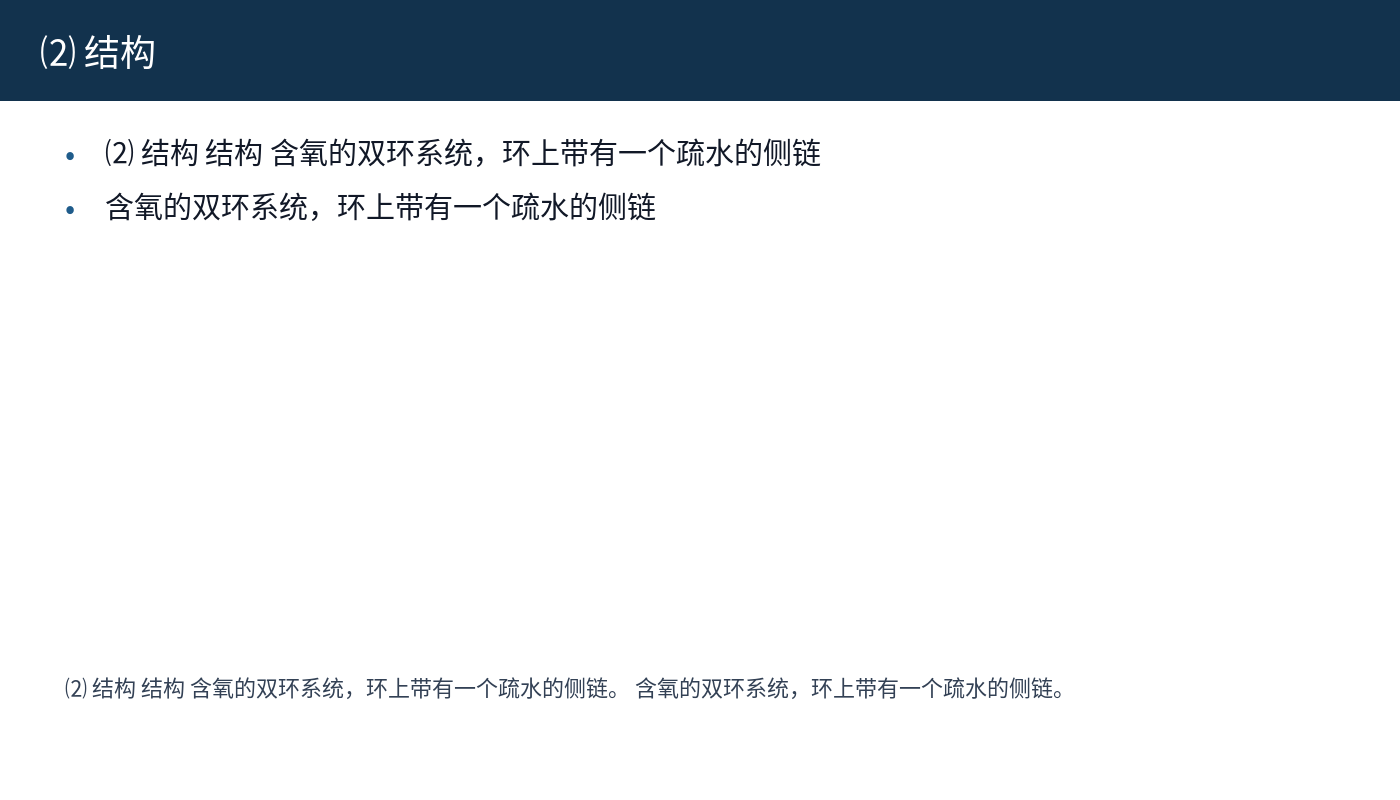 ⑵ 结构
• ⑵ 结构 结构 含氧的双环系统，环上带有一个疏水的侧链
• 含氧的双环系统，环上带有一个疏水的侧链
⑵ 结构 结构 含氧的双环系统，环上带有一个疏水的侧链。 含氧的双环系统，环上带有一个疏水的侧链。